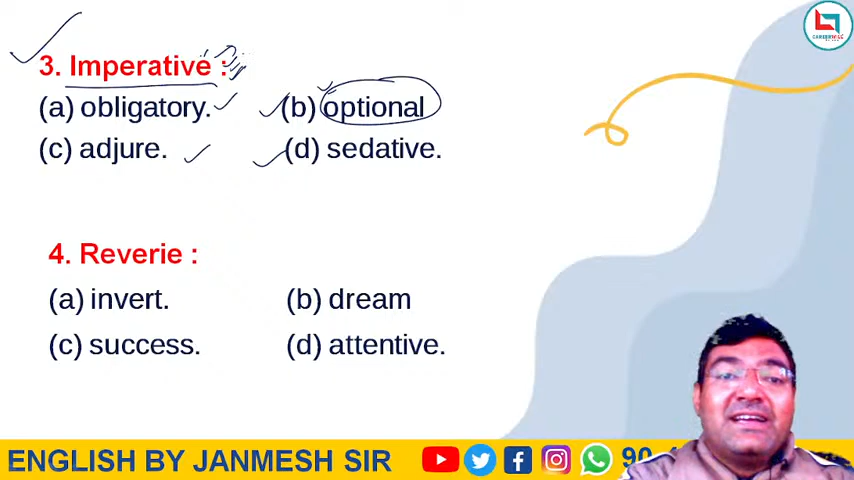 3. Imperative :
(a) obligatory. (b) optional
(c) adjure. (d) sedative.
4. Reverie :
(a) invert. (b) dream
(c) success. (d) attentive.
ENGLISH BY JANMESH SIR